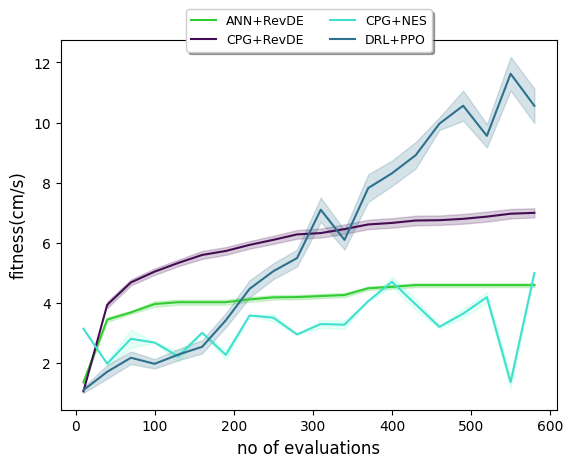 ANN+RevDE CPG+NES
CPG+RevDE DRL+PPO
12
10
8
6
4
2
fitness(cm/s)
0 100 200 300 400 500 600
no of evaluations